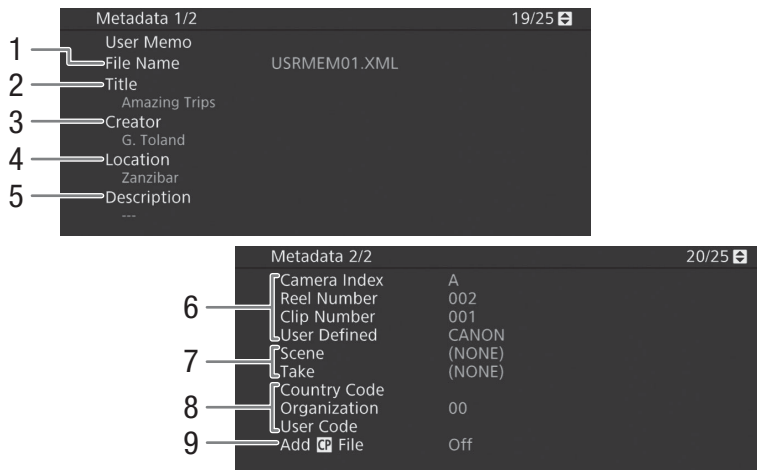 Metadata 1/2 19/25
User Memo
1 File Name USRMEM01.XML
2 Title
Amazing Trips
3 Creator
G. Toland
4 Location
Zanzibar
5 Description
---
Metadata 2/2 20/25
6 Camera Index A
Reel Number 002
Clip Number 001
User Defined CANON
7 Scene (NONE)
Take (NONE)
8 Country Code
Organization 00
User Code
9 Add CP File Off